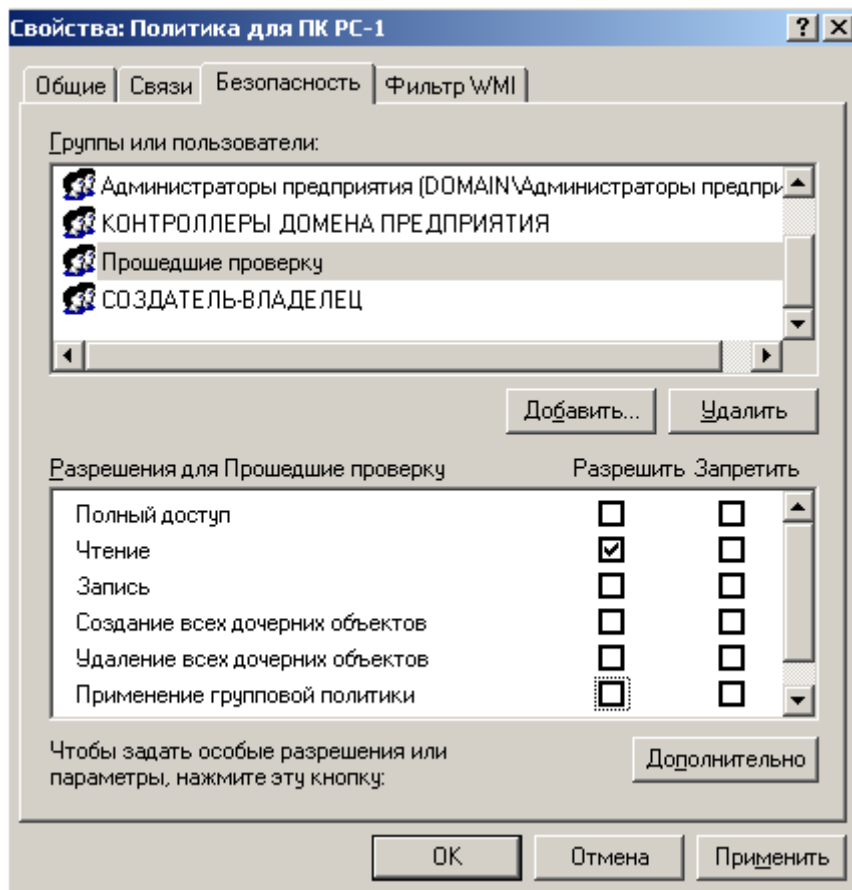 Свойства: Политика для ПК PC-1
Общие Связи Безопасность Фильтр WMI
Группы или пользователи:
Администраторы предприятия (DOMAIN\Администраторы предпри
КОНТРОЛЛЕРЫ ДОМЕНА ПРЕДПРИЯТИЯ
Прошедшие проверку
СОЗДАТЕЛЬ-ВЛАДЕЛЕЦ
Добавить... Удалить
Разрешения для Прошедшие проверку Разрешить Запретить
Полный доступ
Чтение
Запись
Создание всех дочерних объектов
Удаление всех дочерних объектов
Применение групповой политики
Чтобы задать особые разрешения или
параметры, нажмите эту кнопку:
Дополнительно
OK Отмена Применить